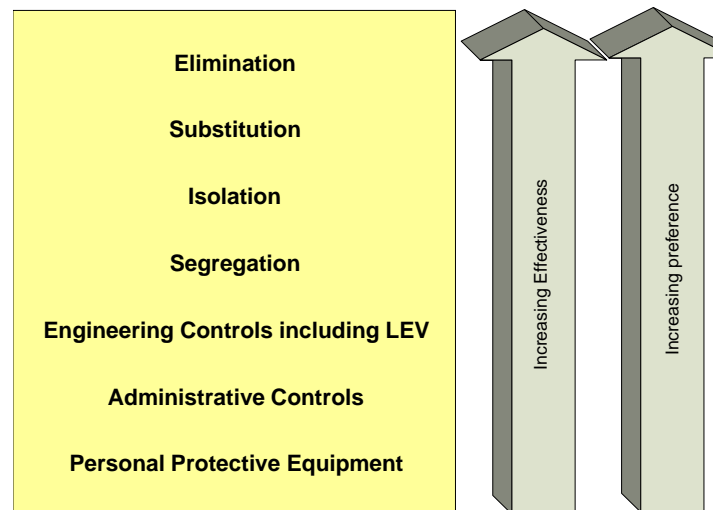 Elimination
Substitution
Isolation
Segregation
Engineering Controls including LEV
Administrative Controls
Personal Protective Equipment
Increasing Effectiveness
Increasing preference